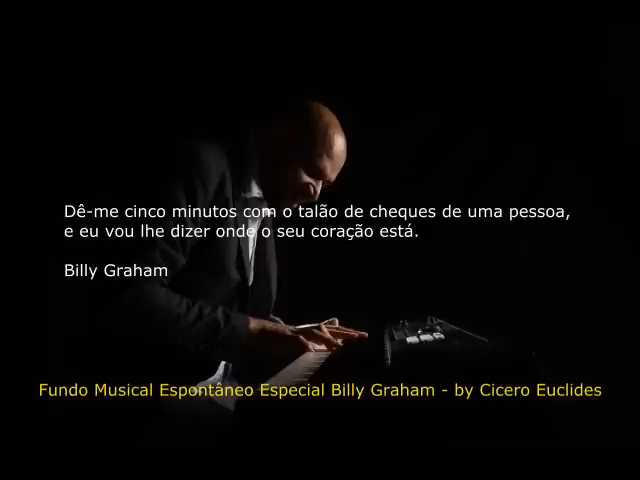 Dê-me cinco minutos com o talão de cheques de uma pessoa,
e eu vou lhe dizer onde o seu coração está.
Billy Graham
Fundo Musical Espontâneo Especial Billy Graham - by Cicero Euclides